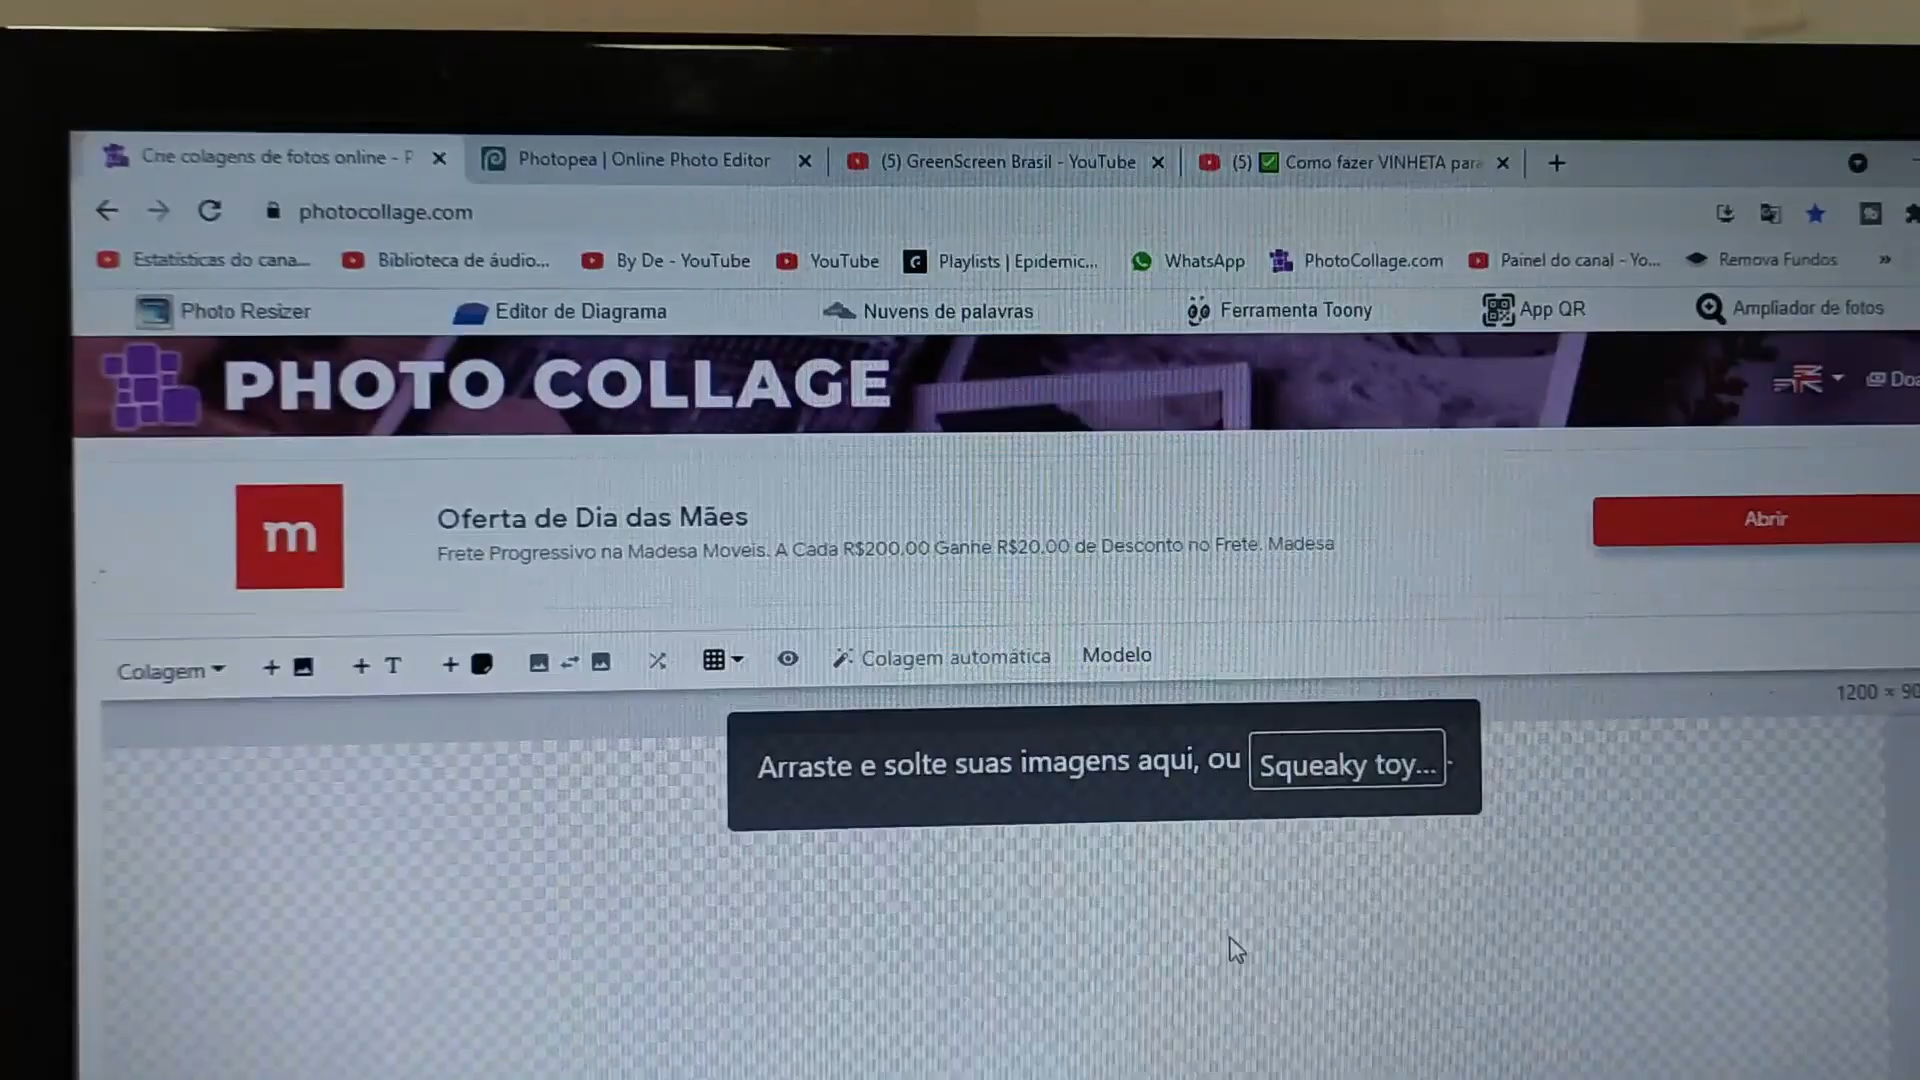 Crie colagens de fotos online - P
Photopea | Online Photo Editor
(5) GreenScreen Brasil - YouTube
(5) ✅ Como fazer VINHETA para
photocollage.com
Estatísticas do cana...
Biblioteca de áudio...
By De - YouTube
YouTube
Playlists | Epidemic...
WhatsApp
PhotoCollage.com
Painel do canal - Yo...
Remova Fundos
»
Photo Resizer
Editor de Diagrama
Nuvens de palavras
Ferramenta Toony
App QR
Ampliador de fotos
PHOTO COLLAGE
Doa
m
Oferta de Dia das Mães
Frete Progressivo na Madesa Moveis. A Cada R$200,00 Ganhe R$20,00 de Desconto no Frete. Madesa
Abrir
Colagem
+
+ T
+
Colagem automática
Modelo
1200 × 90
Arraste e solte suas imagens aqui, ou Squeaky toy... .